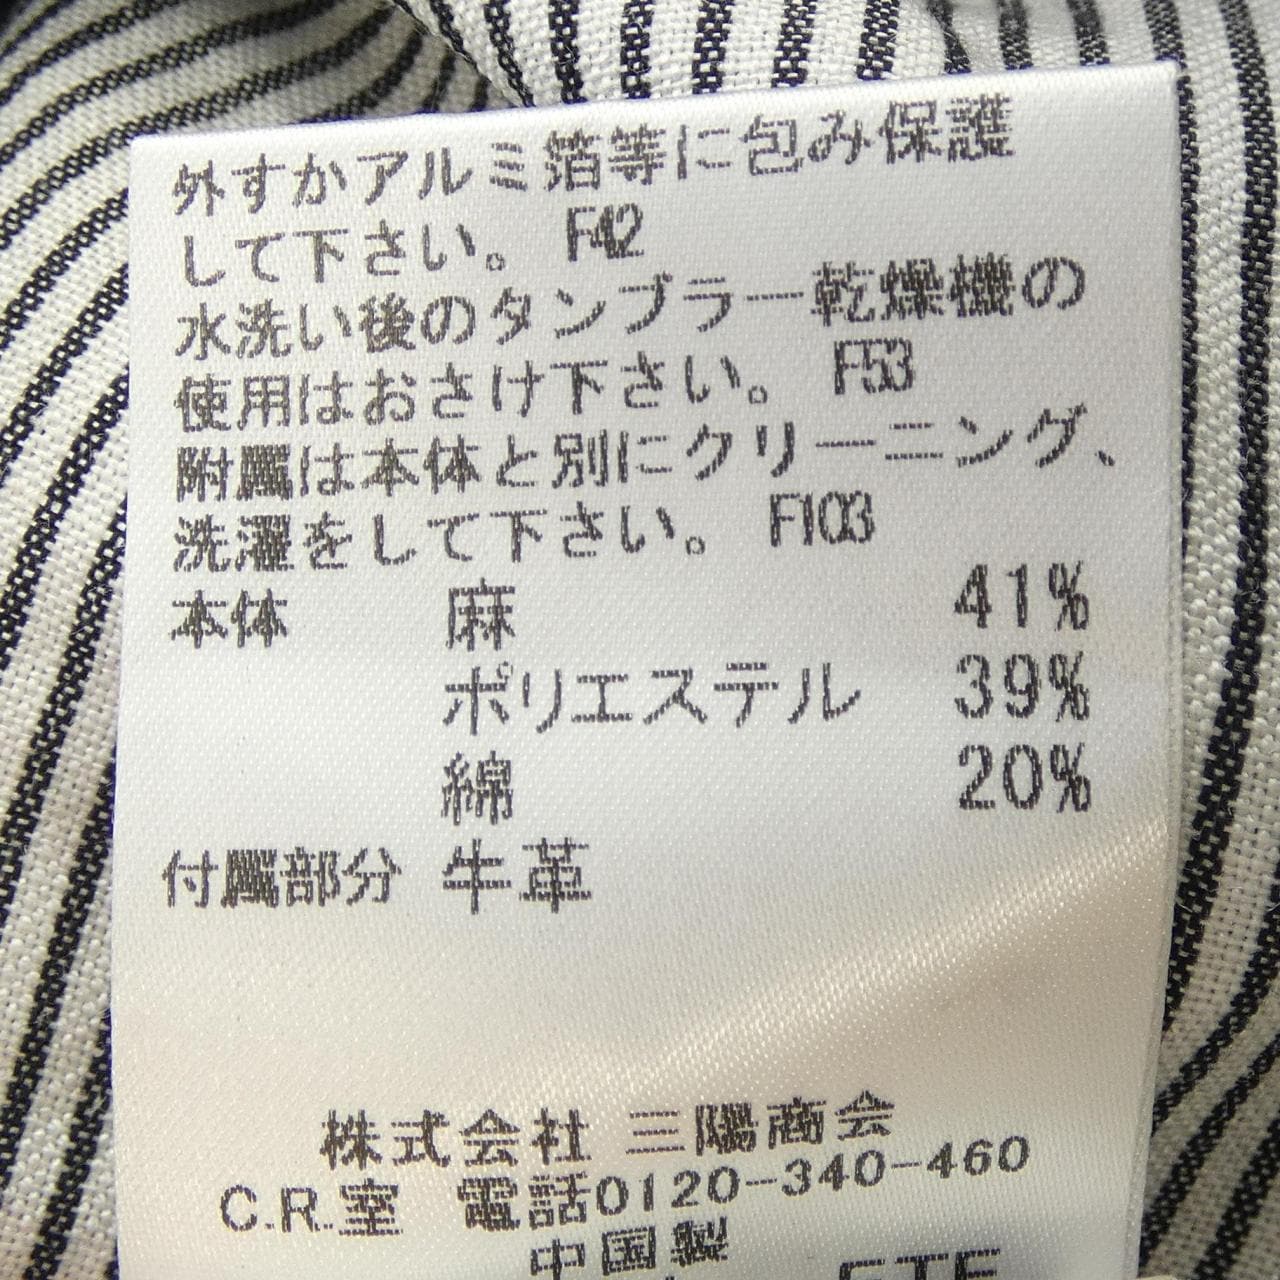 外すかアルミ箔等に包み保護
して下さい。 F42
水洗い後のタンブラー乾燥機の
使用はおさけ下さい。 F53
附属は本体と別にクリーニング、
洗濯をして下さい。 F103
本体 麻 41%
ポリエステル 39%
綿 20%
付属部分 牛革
株式会社 三陽商会
C.R.室 電話0120-340-460
中国製